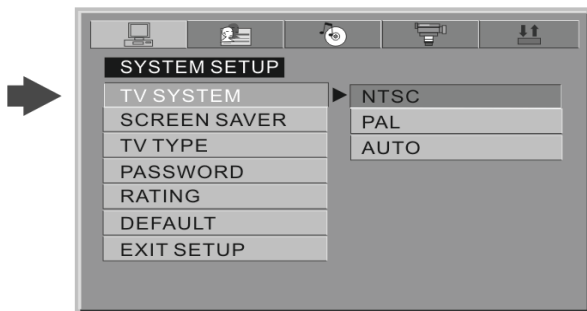 SYSTEM SETUP
TV SYSTEM
NTSC
SCREEN SAVER
PAL
TV TYPE
AUTO
PASSWORD
RATING
DEFAULT
EXIT SETUP